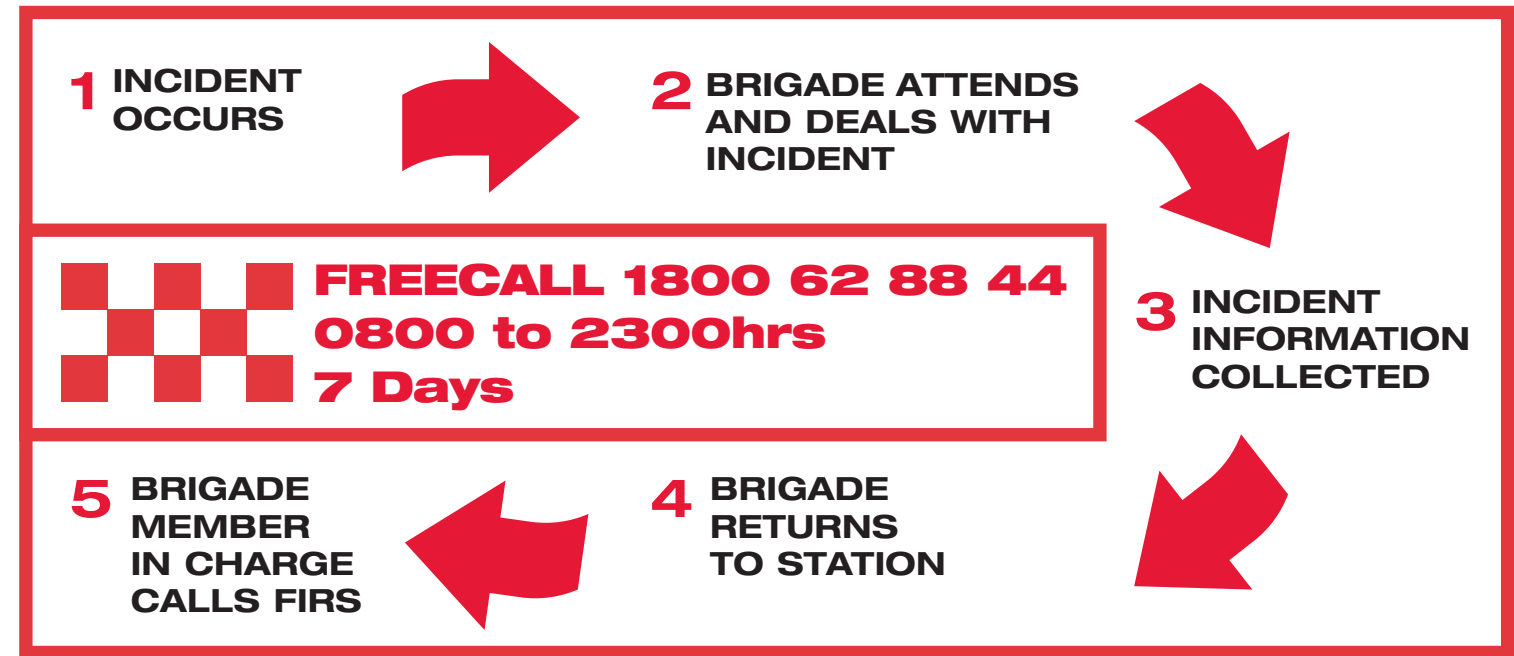 1 INCIDENT
OCCURS
2 BRIGADE ATTENDS
AND DEALS WITH
INCIDENT
3 INCIDENT
INFORMATION
COLLECTED
4 BRIGADE
RETURNS
TO STATION
5 BRIGADE
MEMBER
IN CHARGE
CALLS FIRS
FREECALL 1800 62 88 44
0800 to 2300hrs
7 Days